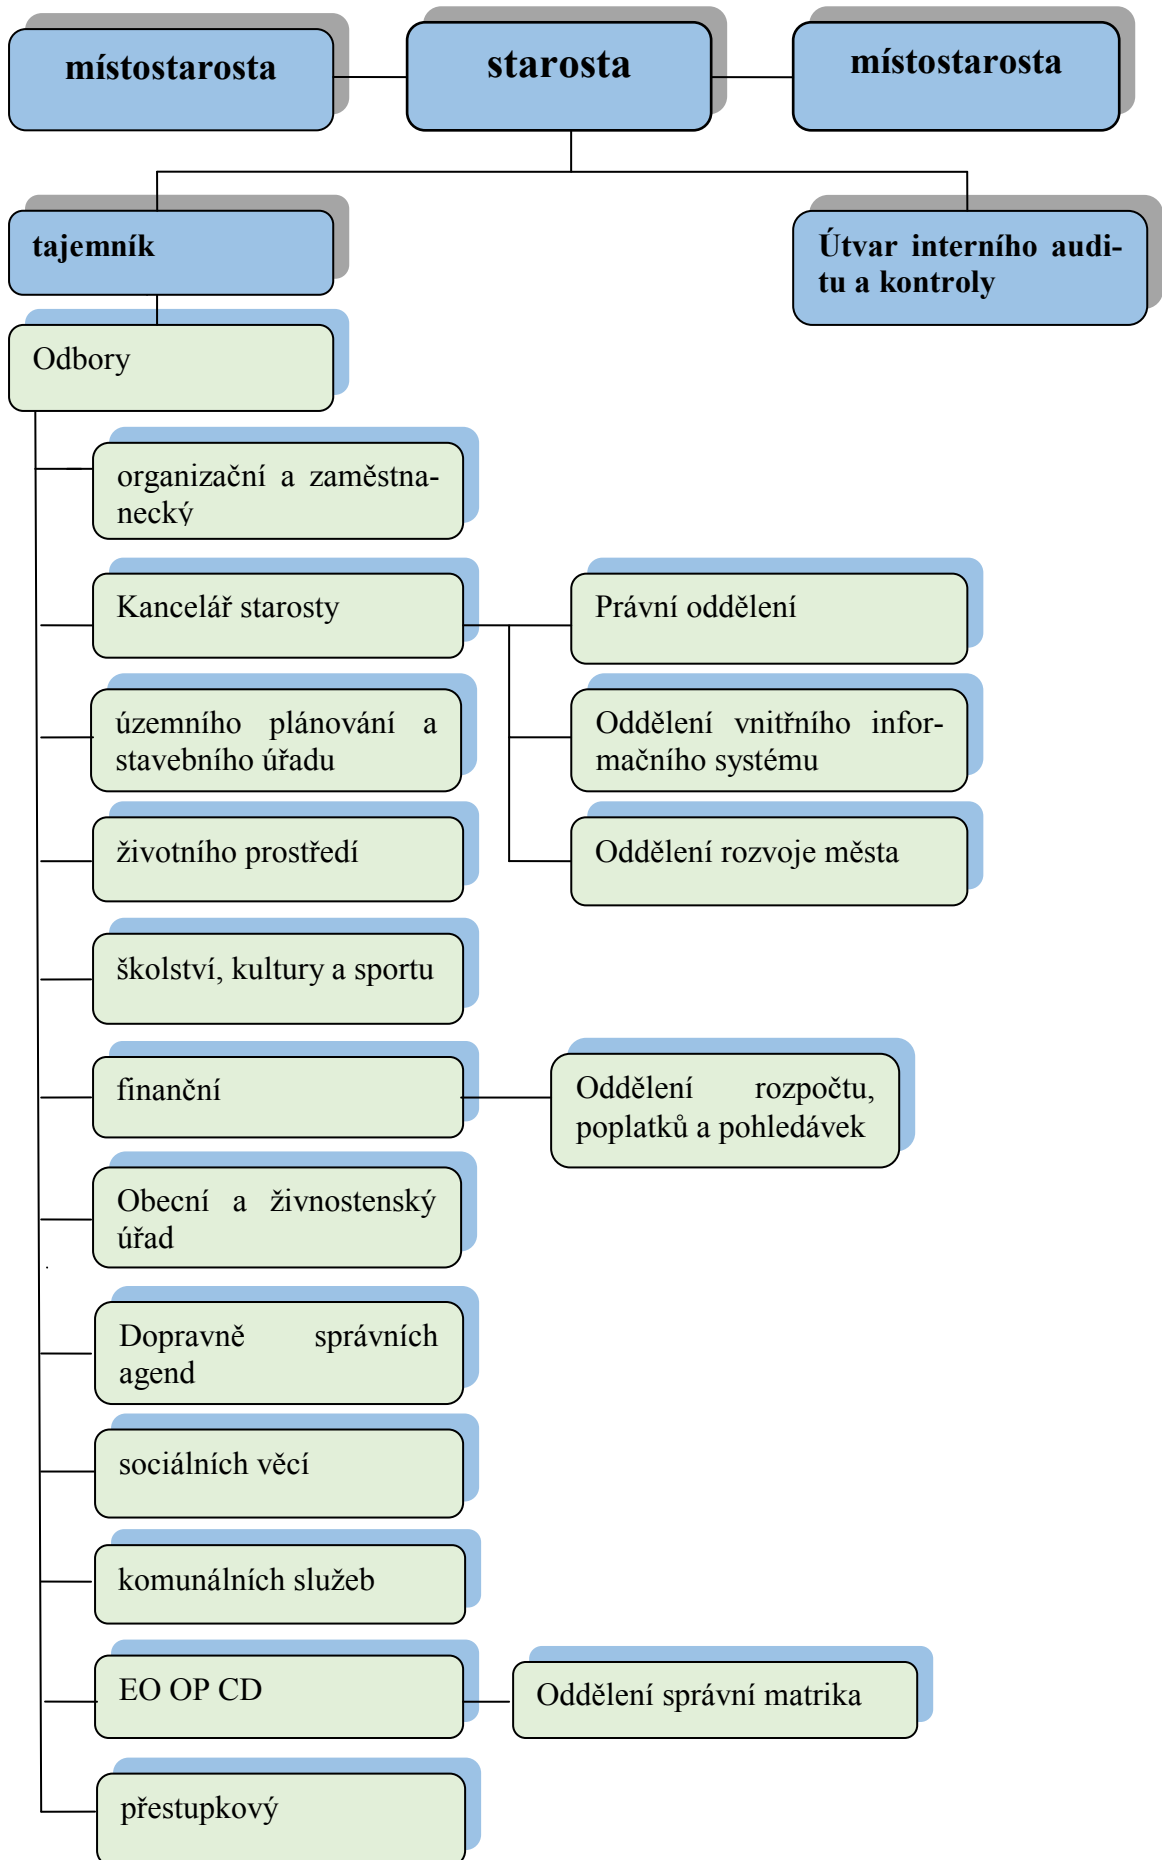 místostarosta
starosta
místostarosta
tajemník
Útvar interního audi-
tu a kontroly
Odbory
organizační a zaměstna-
necký
Kancelář starosty
Právní oddělení
územního plánování a
stavebního úřadu
Oddělení vnitřního infor-
mačního systému
životního prostředí
Oddělení rozvoje města
školství, kultury a sportu
finanční
Oddělení rozpočtu,
poplatků a pohledávek
Obecní a živnostenský
úřad
Dopravně správních
agend
sociálních věcí
komunálních služeb
EO OP CD
Oddělení správní matrika
přestupkový